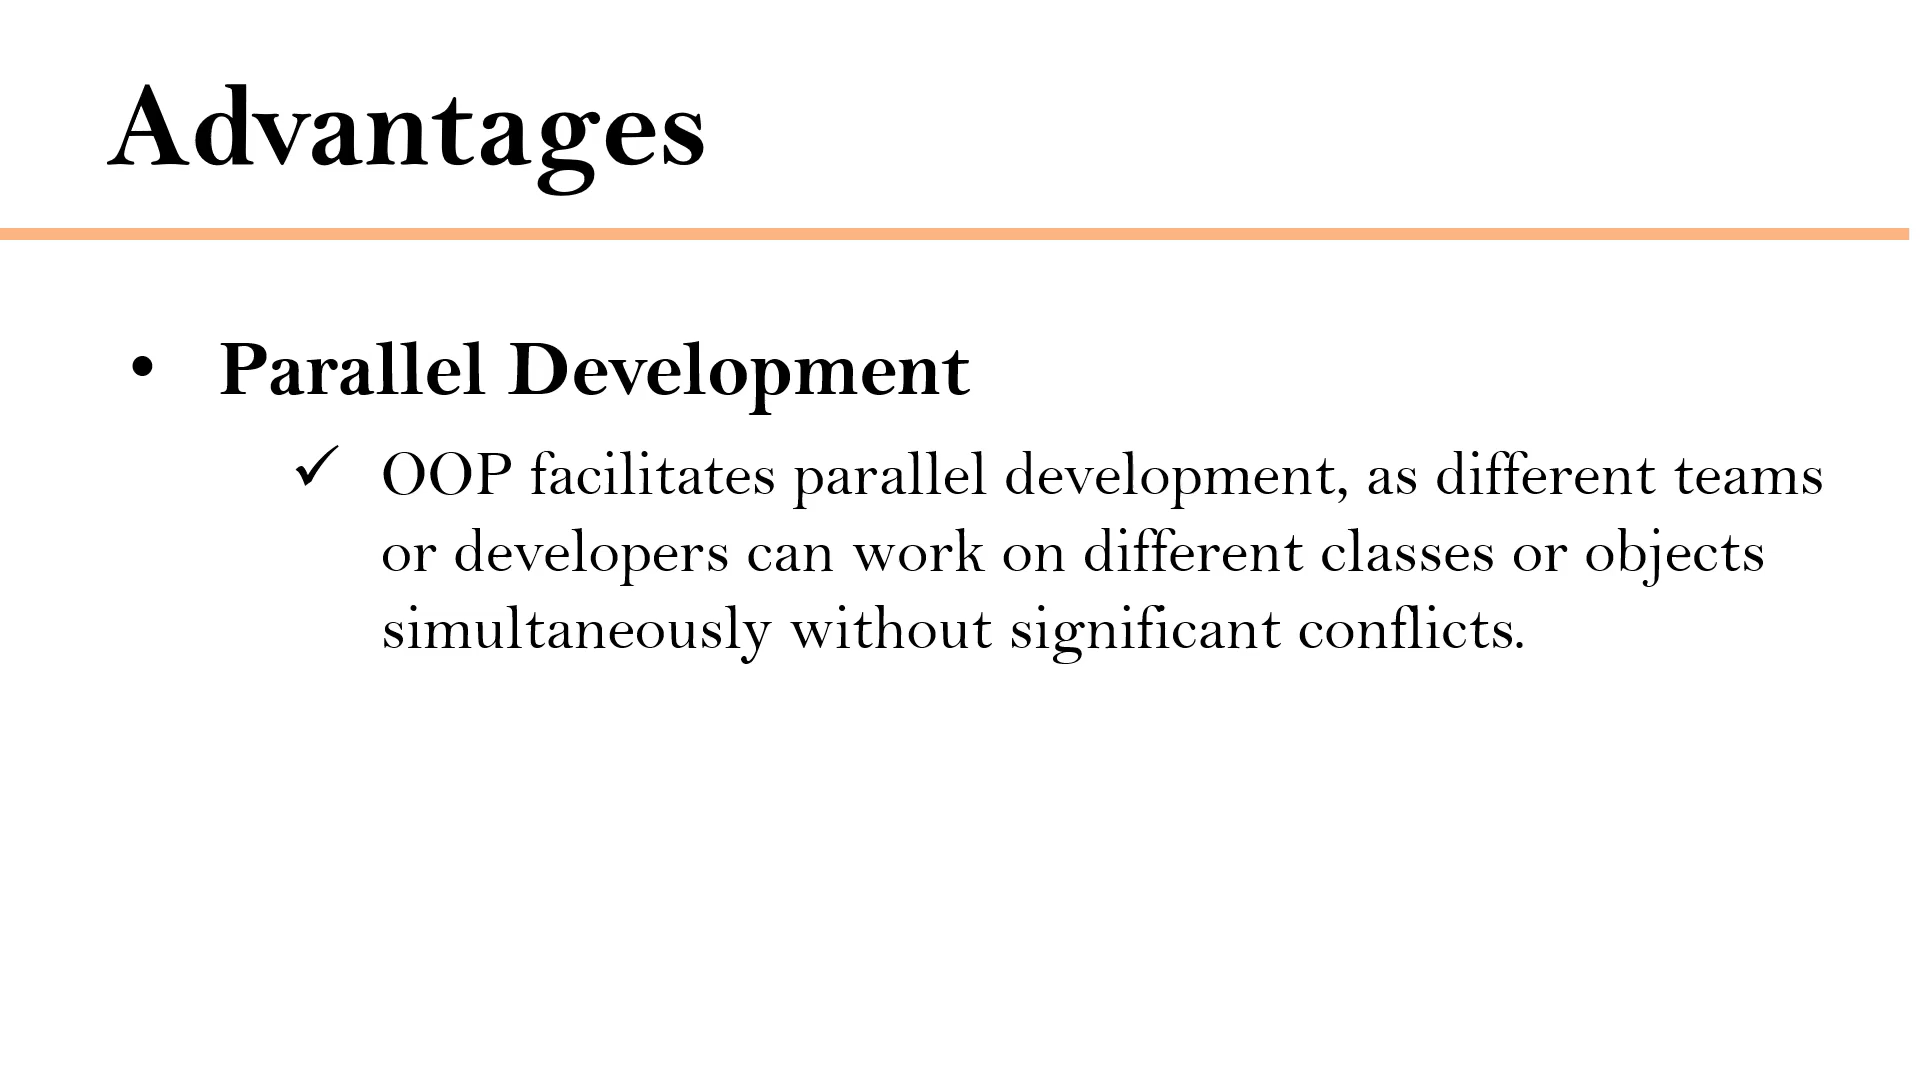 Advantages
• Parallel Development
✓ OOP facilitates parallel development, as different teams
or developers can work on different classes or objects
simultaneously without significant conflicts.